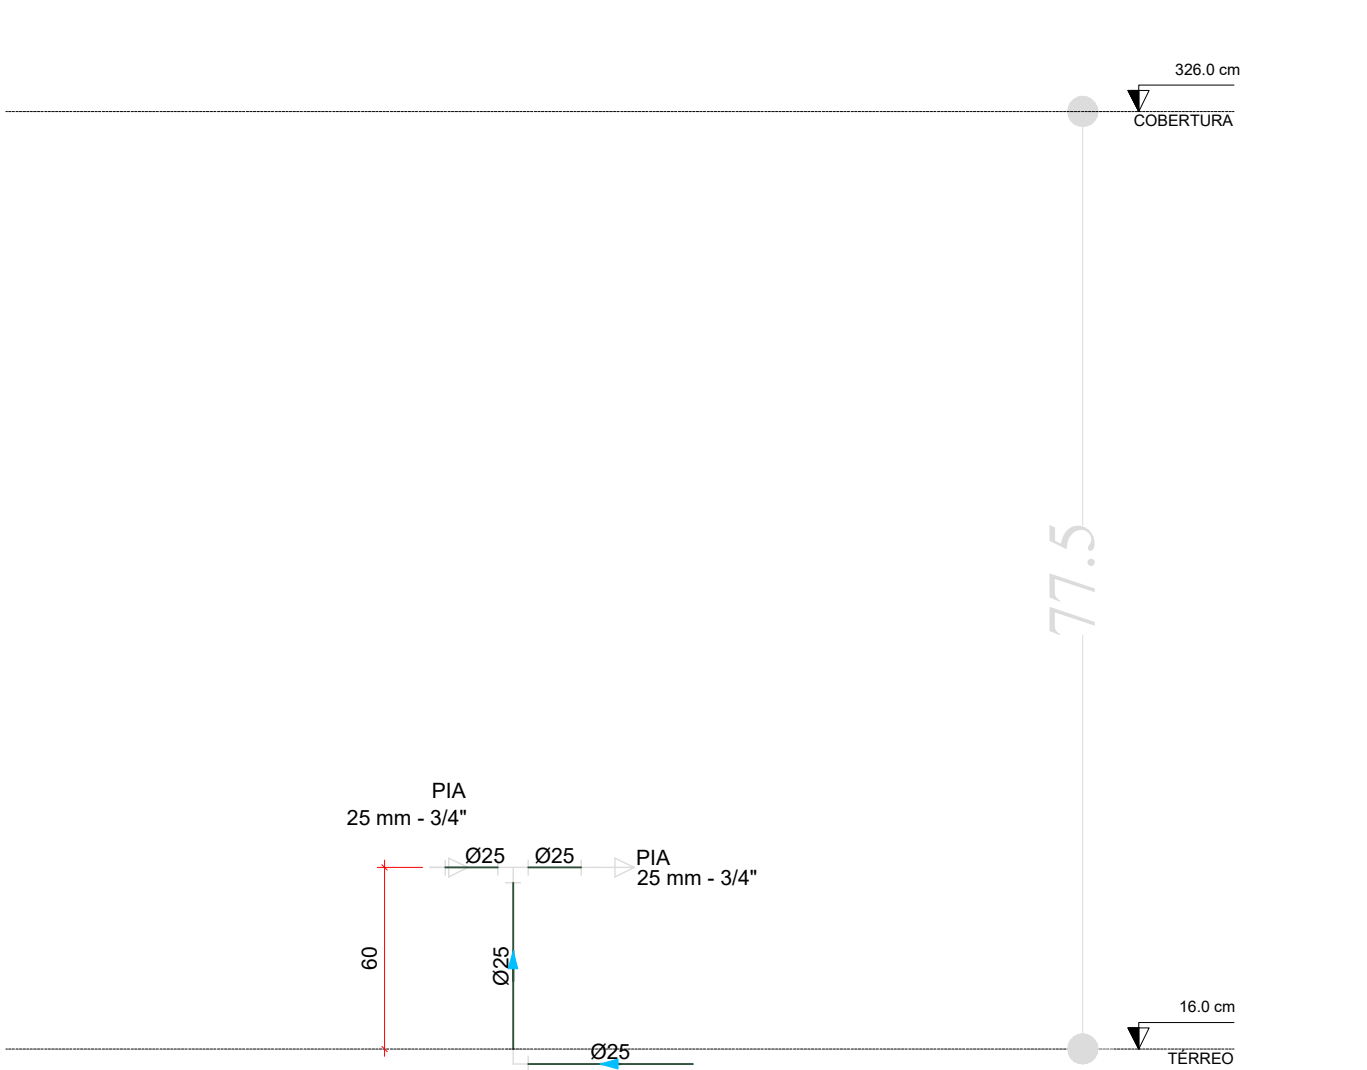 326.0 cm
COBERTURA
77.5
PIA
25 mm - 3/4"
Ø25
Ø25
PIA
25 mm - 3/4"
60
Ø25
16.0 cm
Ø25
TÉRREO